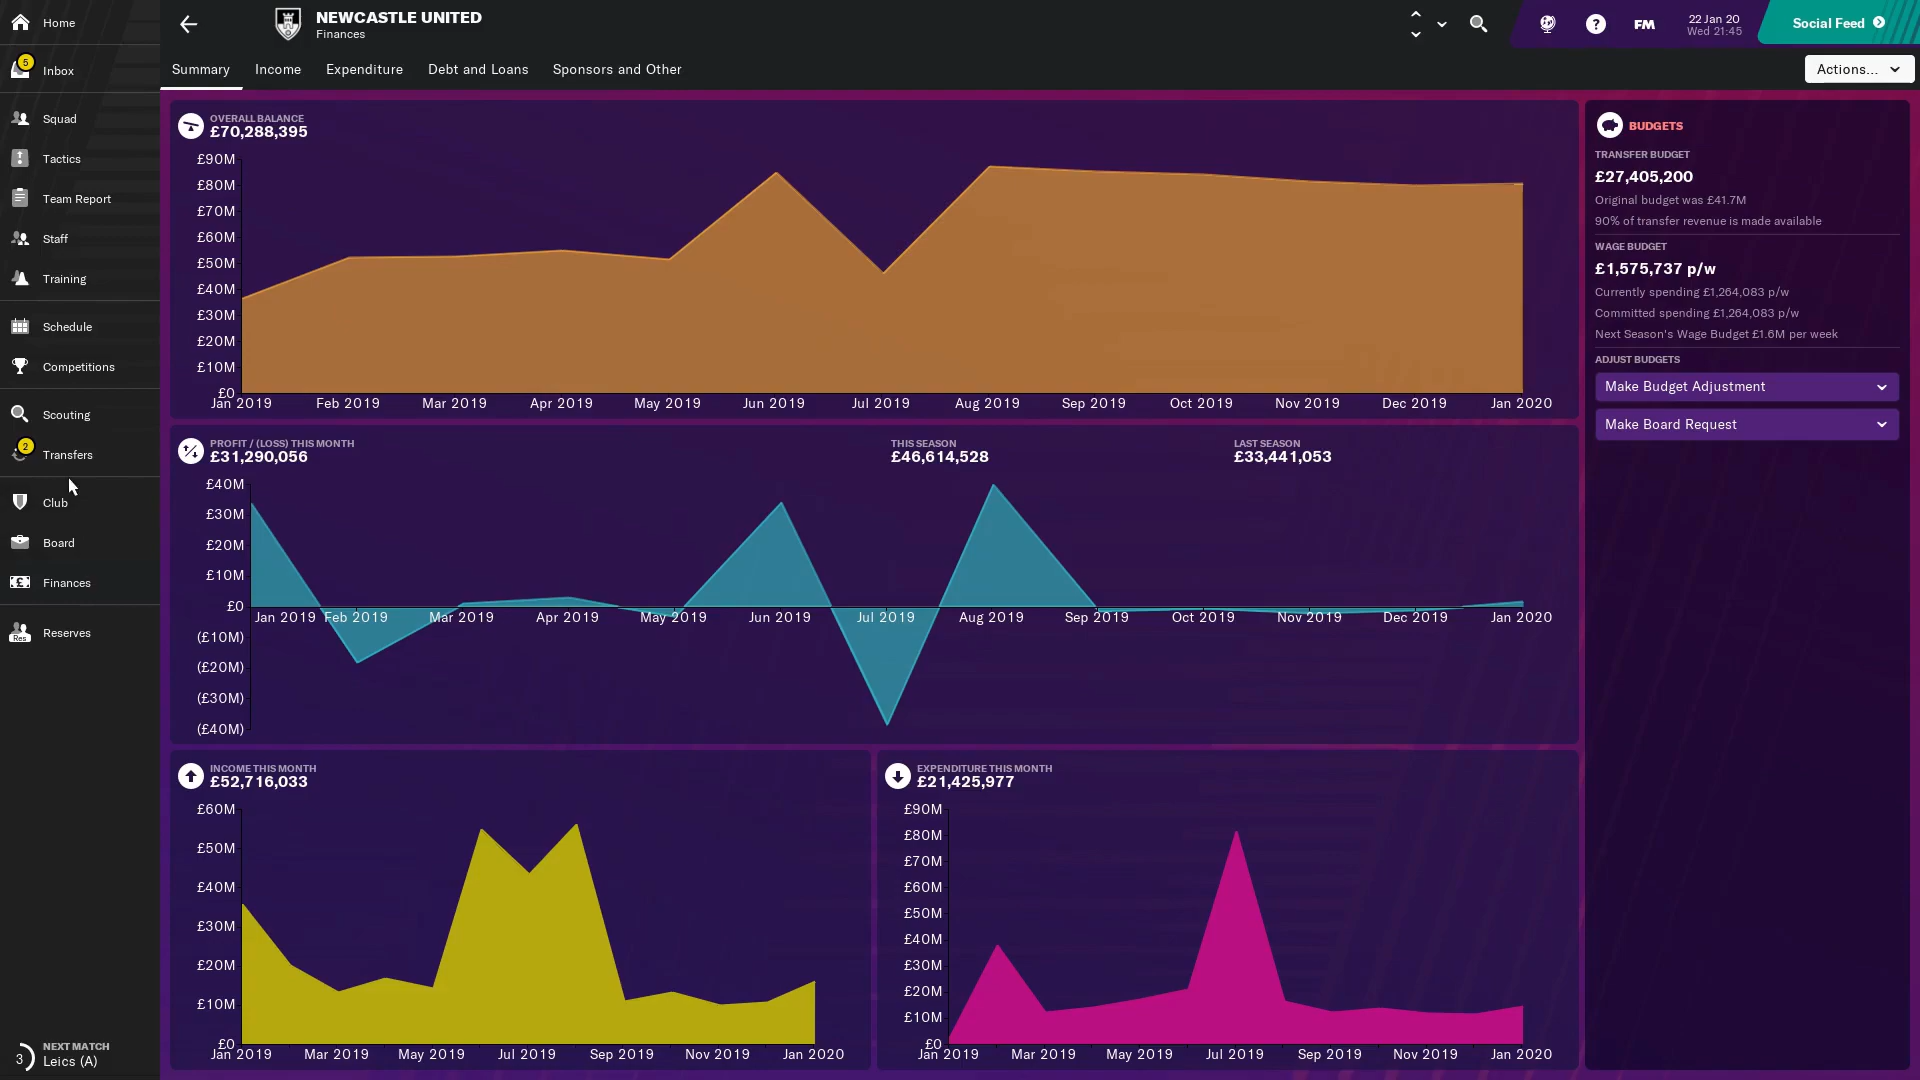 Home
Inbox
5
Squad
Tactics
Team Report
Staff
Training
Schedule
Competitions
Scouting
2
Transfers
Club
Board
Finances
Res
Reserves
3
NEXT MATCH
Leics (A)
NEWCASTLE UNITED
Finances
?
FM
22 Jan 20
Wed 21:45
Social Feed
Summary
Income
Expenditure
Debt and Loans
Sponsors and Other
Actions...
OVERALL BALANCE
£70,288,395
£90M
£80M
£70M
£60M
£50M
£40M
£30M
£20M
£10M
£0
Jan 2019 Feb 2019 Mar 2019 Apr 2019 May 2019 Jun 2019 Jul 2019 Aug 2019 Sep 2019 Oct 2019 Nov 2019 Dec 2019 Jan 2020
PROFIT / (LOSS) THIS MONTH
£31,290,056
THIS SEASON
£46,614,528
LAST SEASON
£33,441,053
£40M
£30M
£20M
£10M
£0
Jan 2019 Feb 2019 Mar 2019 Apr 2019 May 2019 Jun 2019 Jul 2019 Aug 2019 Sep 2019 Oct 2019 Nov 2019 Dec 2019 Jan 2020
(£10M)
(£20M)
(£30M)
(£40M)
INCOME THIS MONTH
£52,716,033
£60M
£50M
£40M
£30M
£20M
£10M
£0
Jan 2019 Mar 2019 May 2019 Jul 2019 Sep 2019 Nov 2019 Jan 2020
EXPENDITURE THIS MONTH
£21,425,977
£90M
£80M
£70M
£60M
£50M
£40M
£30M
£20M
£10M
£0
Jan 2019 Mar 2019 May 2019 Jul 2019 Sep 2019 Nov 2019 Jan 2020
BUDGETS
TRANSFER BUDGET
£27,405,200
Original budget was £41.7M
90% of transfer revenue is made available
WAGE BUDGET
£1,575,737 p/w
Currently spending £1,264,083 p/w
Committed spending £1,264,083 p/w
Next Season's Wage Budget £1.6M per week
ADJUST BUDGETS
Make Budget Adjustment
Make Board Request